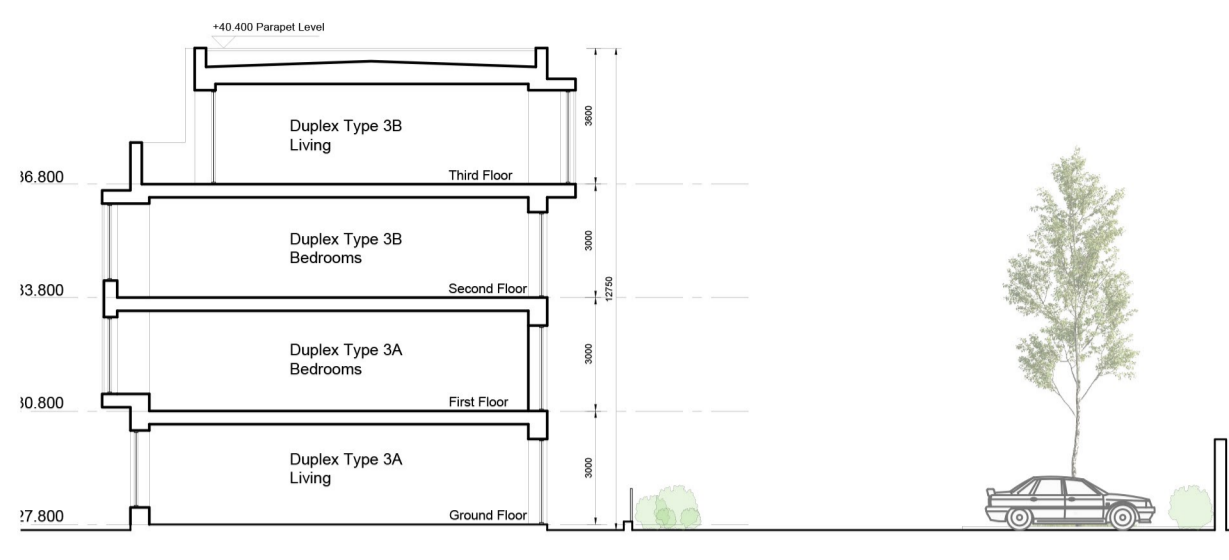 +40.400 Parapet Level
3600
Duplex Type 3B
Living
36.800
Third Floor
Duplex Type 3B
Bedrooms
3000
12750
33.800
Second Floor
Duplex Type 3A
Bedrooms
3000
30.800
First Floor
Duplex Type 3A
Living
3000
27.800
Ground Floor